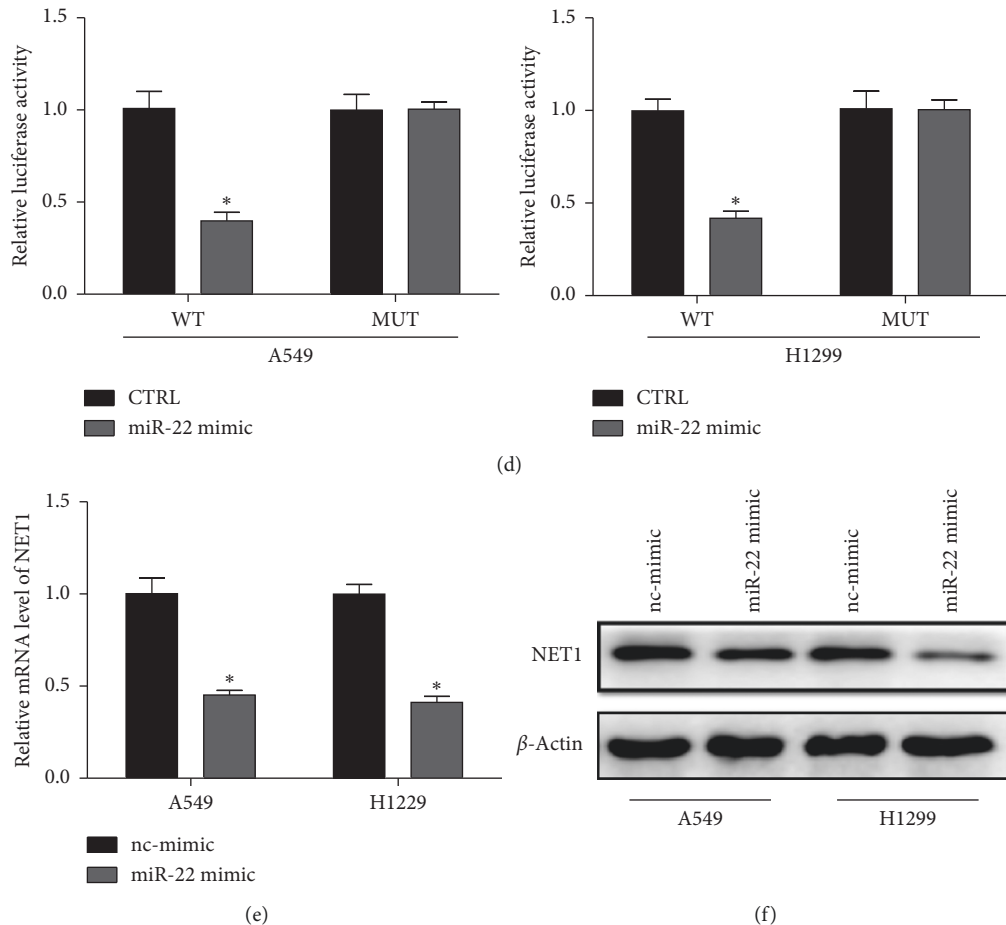 Relative luciferase activity
1.5
1.0
0.5
0.0
*
WT
MUT
A549
CTRL
miR-22 mimic
Relative luciferase activity
1.5
1.0
0.5
0.0
*
WT
MUT
H1299
CTRL
miR-22 mimic
(d)
Relative mRNA level of NET1
1.5
1.0
0.5
0.0
*
*
A549
H1229
nc-mimic
miR-22 mimic
(e)
nc-mimic
miR-22 mimic
nc-mimic
miR-22 mimic
NET1
β-Actin
A549
H1299
(f)